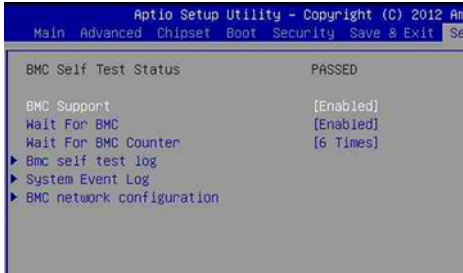 Aptio Setup Utility - Copyright (C) 2012 Am
Main Advanced Chipset Boot Security Save & Exit Se
BMC Self Test Status PASSED
BMC Support [Enabled]
Wait For BMC [Enabled]
Wait For BMC Counter [6 Times]
Bmc self test log
System Event Log
BMC network configuration